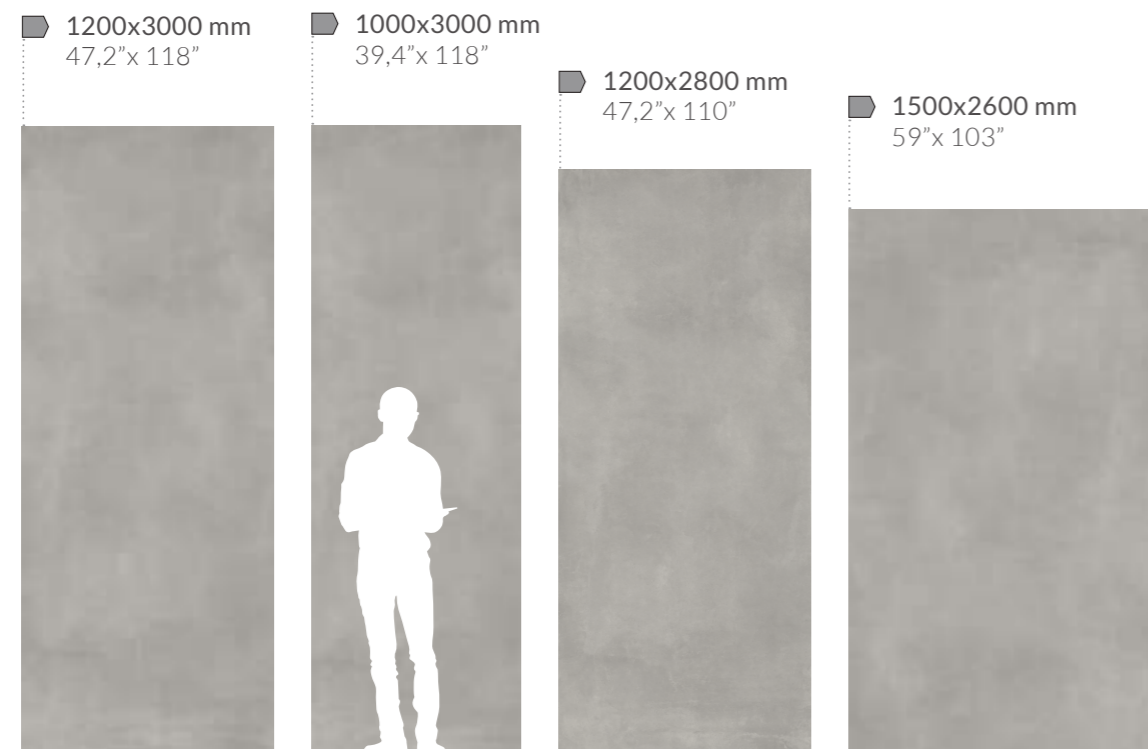 1200x3000 mm
47,2”x 118”
1000x3000 mm
39,4”x 118”
1200x2800 mm
47,2”x 110”
1500x2600 mm
59”x 103”